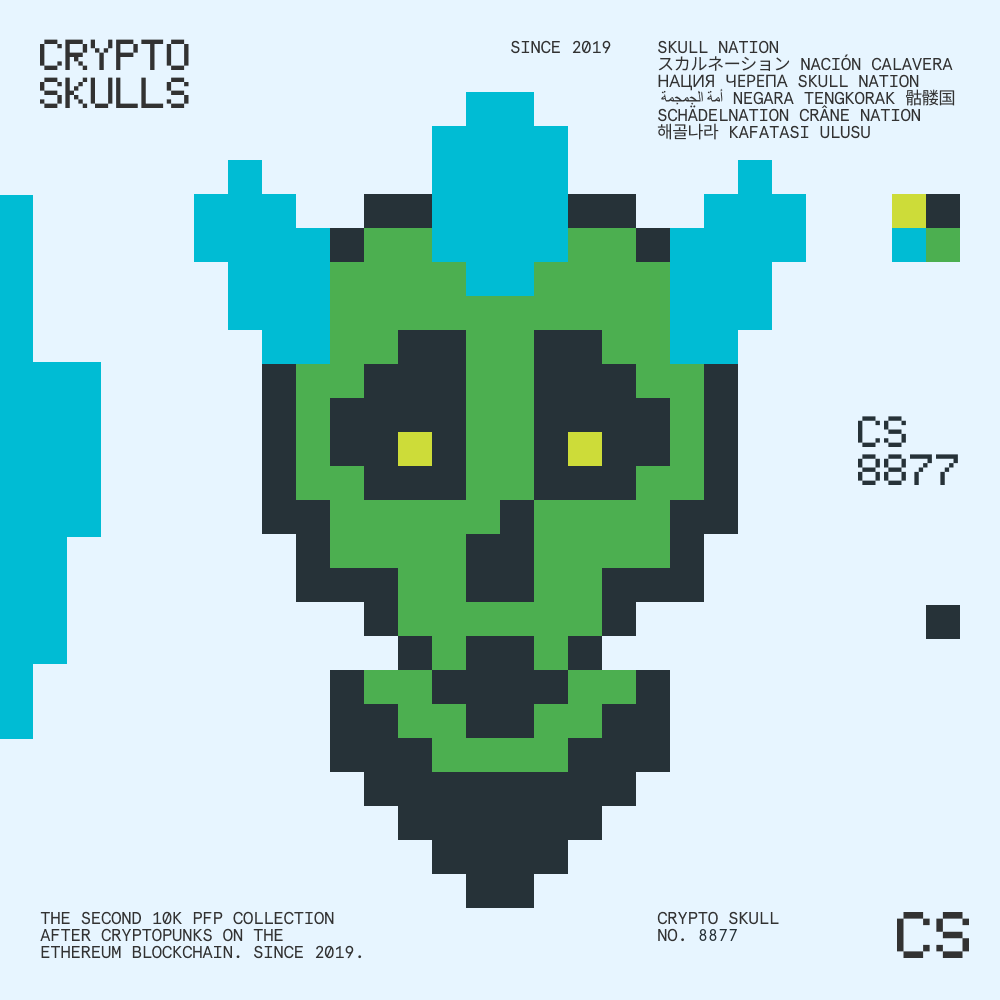 CRYPTO
SKULLS
SINCE 2019
SKULL NATION
スカルネーション NACIÓN CALAVERA
НАЦИЯ ЧЕРЕПА SKULL NATION
أمة الجمجمة NEGARA TENGKORAK 骷髅国
SCHÄDELNATION CRÂNE NATION
해골나라 KAFATASI ULUSU
CS
8877
THE SECOND 10K PFP COLLECTION
AFTER CRYPTOPUNKS ON THE
ETHEREUM BLOCKCHAIN. SINCE 2019.
CRYPTO SKULL
NO. 8877
CS